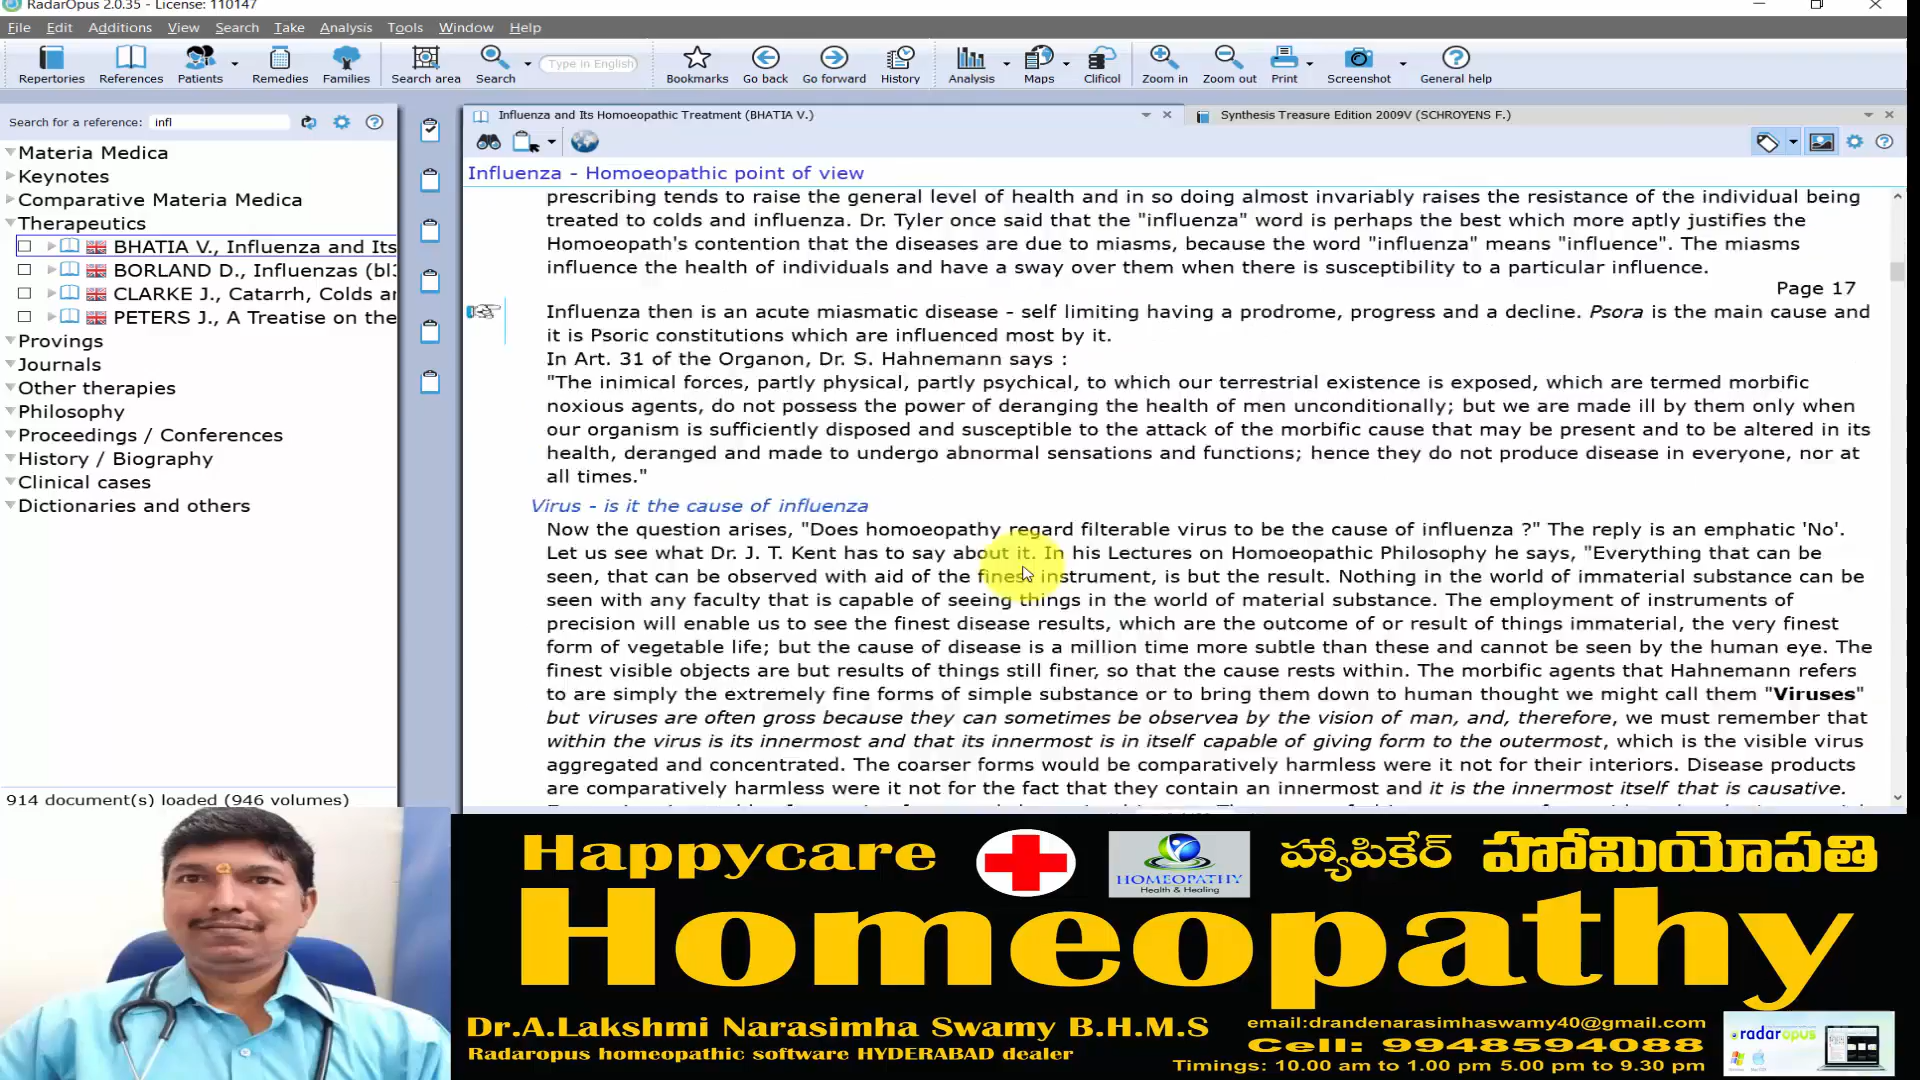 RadarOpus 2.0.35 - License: 110147
File Edit Additions View Search Take Analysis Tools Window Help
Repertories References Patients Remedies Families Search area Search Type in English Bookmarks Go back Go forward History Analysis Maps Clificol Zoom in Zoom out Print Screenshot General help
Search for a reference: infl
Materia Medica
Keynotes
Comparative Materia Medica
Therapeutics
BHATIA V., Influenza and Its
BORLAND D., Influenzas (bl3
CLARKE J., Catarrh, Colds ar
PETERS J., A Treatise on the
Provings
Journals
Other therapies
Philosophy
Proceedings / Conferences
History / Biography
Clinical cases
Dictionaries and others
914 document(s) loaded (946 volumes)
Influenza and Its Homoeopathic Treatment (BHATIA V.)
Synthesis Treasure Edition 2009V (SCHROYENS F.)
Influenza - Homoeopathic point of view
prescribing tends to raise the general level of health and in so doing almost invariably raises the resistance of the individual being
treated to colds and influenza. Dr. Tyler once said that the "influenza" word is perhaps the best which more aptly justifies the
Homoeopath's contention that the diseases are due to miasms, because the word "influenza" means "influence". The miasms
influence the health of individuals and have a sway over them when there is susceptibility to a particular influence.
Page 17
Influenza then is an acute miasmatic disease - self limiting having a prodrome, progress and a decline. Psora is the main cause and
it is Psoric constitutions which are influenced most by it.
In Art. 31 of the Organon, Dr. S. Hahnemann says :
"The inimical forces, partly physical, partly psychical, to which our terrestrial existence is exposed, which are termed morbific
noxious agents, do not possess the power of deranging the health of men unconditionally; but we are made ill by them only when
our organism is sufficiently disposed and susceptible to the attack of the morbific cause that may be present and to be altered in its
health, deranged and made to undergo abnormal sensations and functions; hence they do not produce disease in everyone, nor at
all times."
Virus - is it the cause of influenza
Now the question arises, "Does homoeopathy regard filterable virus to be the cause of influenza ?" The reply is an emphatic 'No'.
Let us see what Dr. J. T. Kent has to say about it. In his Lectures on Homoeopathic Philosophy he says, "Everything that can be
seen, that can be observed with aid of the finest instrument, is but the result. Nothing in the world of immaterial substance can be
seen with any faculty that is capable of seeing things in the world of material substance. The employment of instruments of
precision will enable us to see the finest disease results, which are the outcome of or result of things immaterial, the very finest
form of vegetable life; but the cause of disease is a million time more subtle than these and cannot be seen by the human eye. The
finest visible objects are but results of things still finer, so that the cause rests within. The morbific agents that Hahnemann refers
to are simply the extremely fine forms of simple substance or to bring them down to human thought we might call them "Viruses"
but viruses are often gross because they can sometimes be observea by the vision of man, and, therefore, we must remember that
within the virus is its innermost and that its innermost is in itself capable of giving form to the outermost, which is the visible virus
aggregated and concentrated. The coarser forms would be comparatively harmless were it not for their interiors. Disease products
are comparatively harmless were it not for the fact that they contain an innermost and it is the innermost itself that is causative.
Happycare HOMEOPATHY Health & Healing హ్యాపికేర్ హోమియోపతి
Homeopathy
Dr.A.Lakshmi Narasimha Swamy B.H.M.S
Radaropus homeopathic software HYDERABAD dealer
email:drandenarasimhaswamy40@gmail.com
Cell: 9948594088
Timings: 10.00 am to 1.00 pm 5.00 pm to 9.30 pm
radaropus